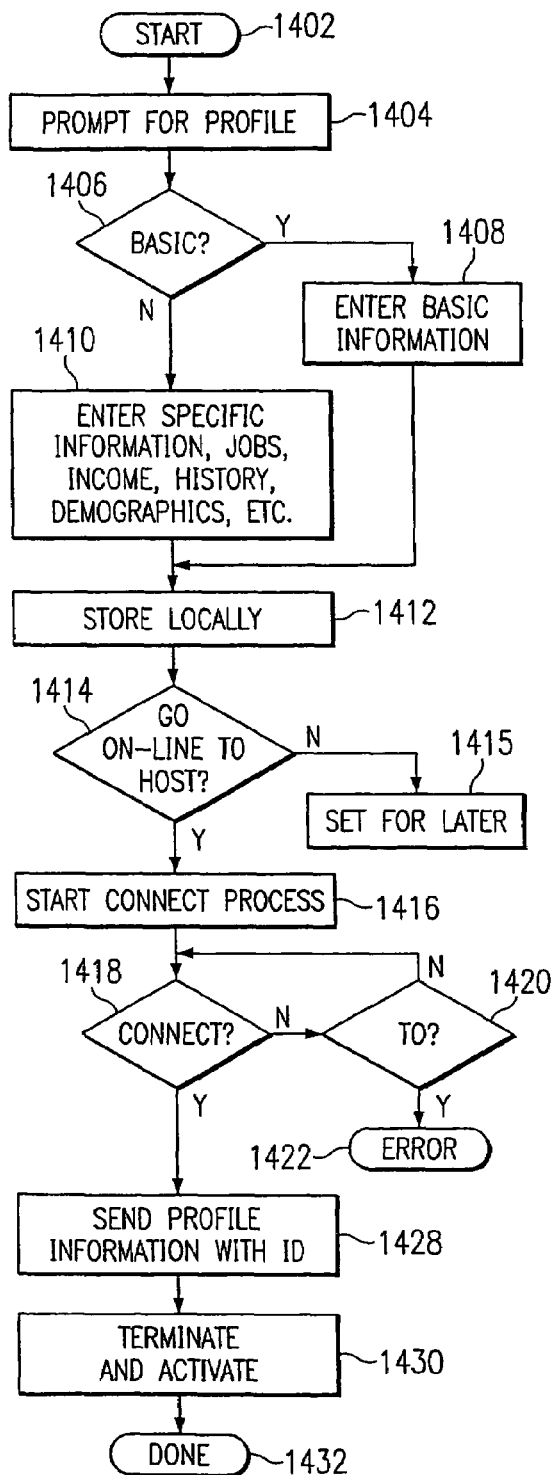 START
1402
PROMPT FOR PROFILE
1404
1406
BASIC?
Y
N
1408
ENTER BASIC
INFORMATION
1410
ENTER SPECIFIC
INFORMATION, JOBS,
INCOME, HISTORY,
DEMOGRAPHICS, ETC.
STORE LOCALLY
1412
1414
GO
ON-LINE TO
HOST?
N
Y
1415
SET FOR LATER
START CONNECT PROCESS
1416
1418
CONNECT?
N
Y
N
1420
TO?
Y
1422
ERROR
SEND PROFILE
INFORMATION WITH ID
1428
TERMINATE
AND ACTIVATE
1430
DONE
1432